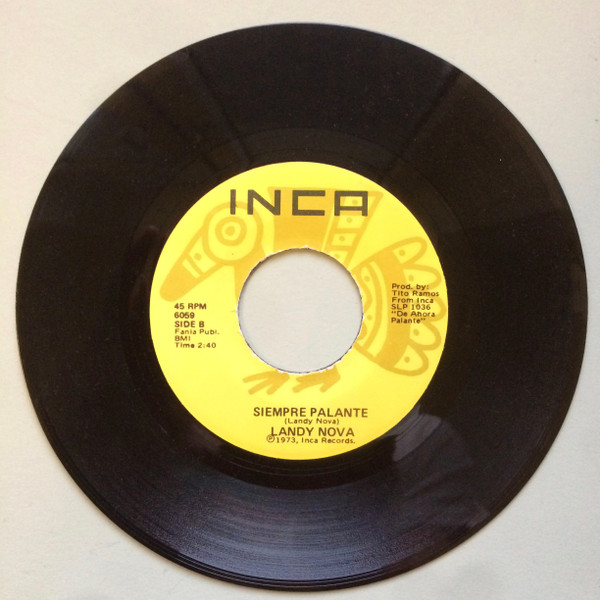 INCA
45 RPM
6059
SIDE B
Fania Publ.
BMI
Time 2:40
Prod. by:
Tito Ramos
From Inca
SLP 1036
"De Ahora
Palante"
SIEMPRE PALANTE
(Landy Nova)
LANDY NOVA
℗1973, Inca Records.